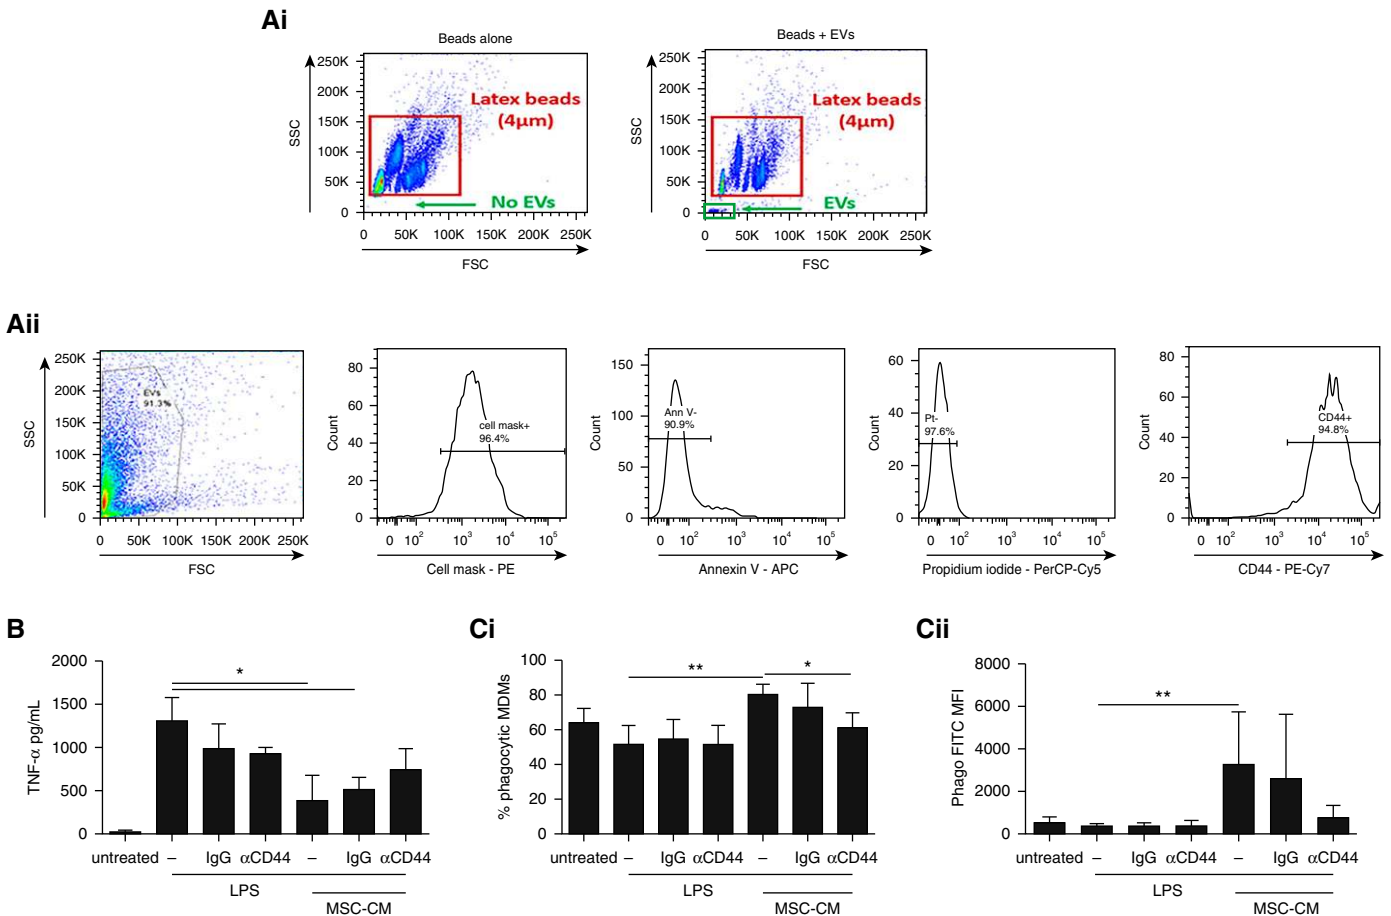 Ai
Beads alone
Beads + EVs
250K
200K
150K
100K
50K
0
SSC
Latex beads
(4µm)
No EVs
0 50K 100K 150K 200K 250K
FSC
250K
200K
150K
100K
50K
0
SSC
Latex beads
(4µm)
EVs
0 50K 100K 150K 200K 250K
FSC
Aii
250K
200K
150K
100K
50K
0
SSC
EVs
91.3%
0 50K 100K 150K 200K 250K
FSC
80
60
40
20
0
Count
cell mask+
96.4%
0 10² 10³ 10⁴ 10⁵
Cell mask - PE
150
100
50
0
Count
Ann V-
90.9%
0 10² 10³ 10⁴ 10⁵
Annexin V - APC
60
40
20
0
Count
Pt-
97.6%
0 10² 10³ 10⁴ 10⁵
Propidium iodide - PerCP-Cy5
80
60
40
20
0
Count
CD44+
94.8%
0 10² 10³ 10⁴ 10⁵
CD44 - PE-Cy7
B
2000
1500
1000
500
0
TNF-α pg/mL
*
untreated – IgG αCD44 – IgG αCD44
LPS
MSC-CM
Ci
100
80
60
40
20
0
% phagocytic MDMs
** *
untreated – IgG αCD44 – IgG αCD44
LPS
MSC-CM
Cii
8000
6000
4000
2000
0
Phago FITC MFI
**
untreated – IgG αCD44 – IgG αCD44
LPS
MSC-CM